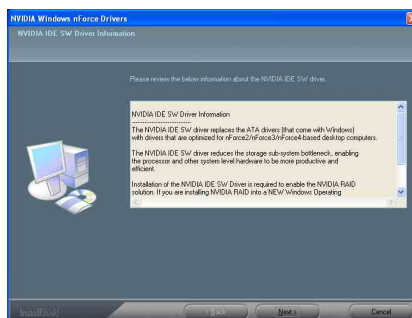 NVIDIA Windows nForce Drivers
NVIDIA IDE SW Driver Information
Please review the below information about the NVIDIA IDE SW driver.
NVIDIA IDE SW Driver Information
The NVIDIA IDE SW driver replaces the ATA drivers (that come with Windows)
with drivers that are optimized for nForce2/nForce3/nForce4-based desktop computers.
The NVIDIA IDE SW driver reduces the storage sub-system bottleneck, enabling
the processor and other system level hardware to be more productive and
efficient.
Installation of the NVIDIA IDE SW Driver is required to enable the NVIDIA RAID
solution. If you are installing NVIDIA RAID into a NEW Windows Operating
InstallShield
< Back
Next >
Cancel